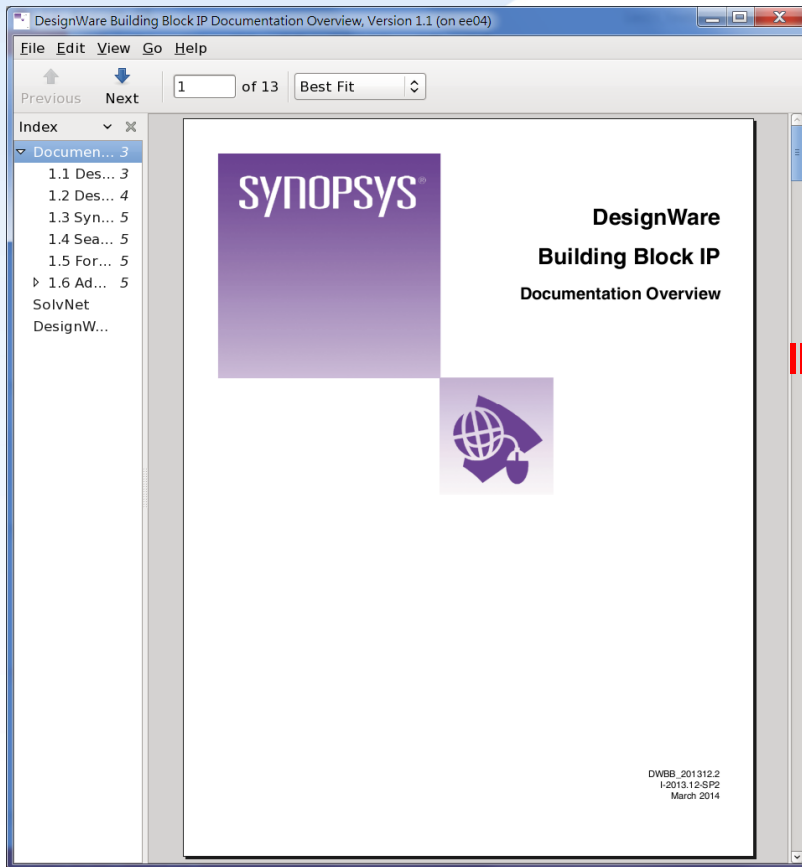 DesignWare Building Block IP Documentation Overview, Version 1.1 (on ee04)
File Edit View Go Help
Previous Next 1 of 13 Best Fit
Index
Documen... 3
1.1 Des... 3
1.2 Des... 4
1.3 Syn... 5
1.4 Sea... 5
1.5 For... 5
1.6 Ad... 5
SolvNet
DesignW...
SYNOPSYS®
DesignWare
Building Block IP
Documentation Overview
DWBB_201312.2
I-2013.12-SP2
March 2014